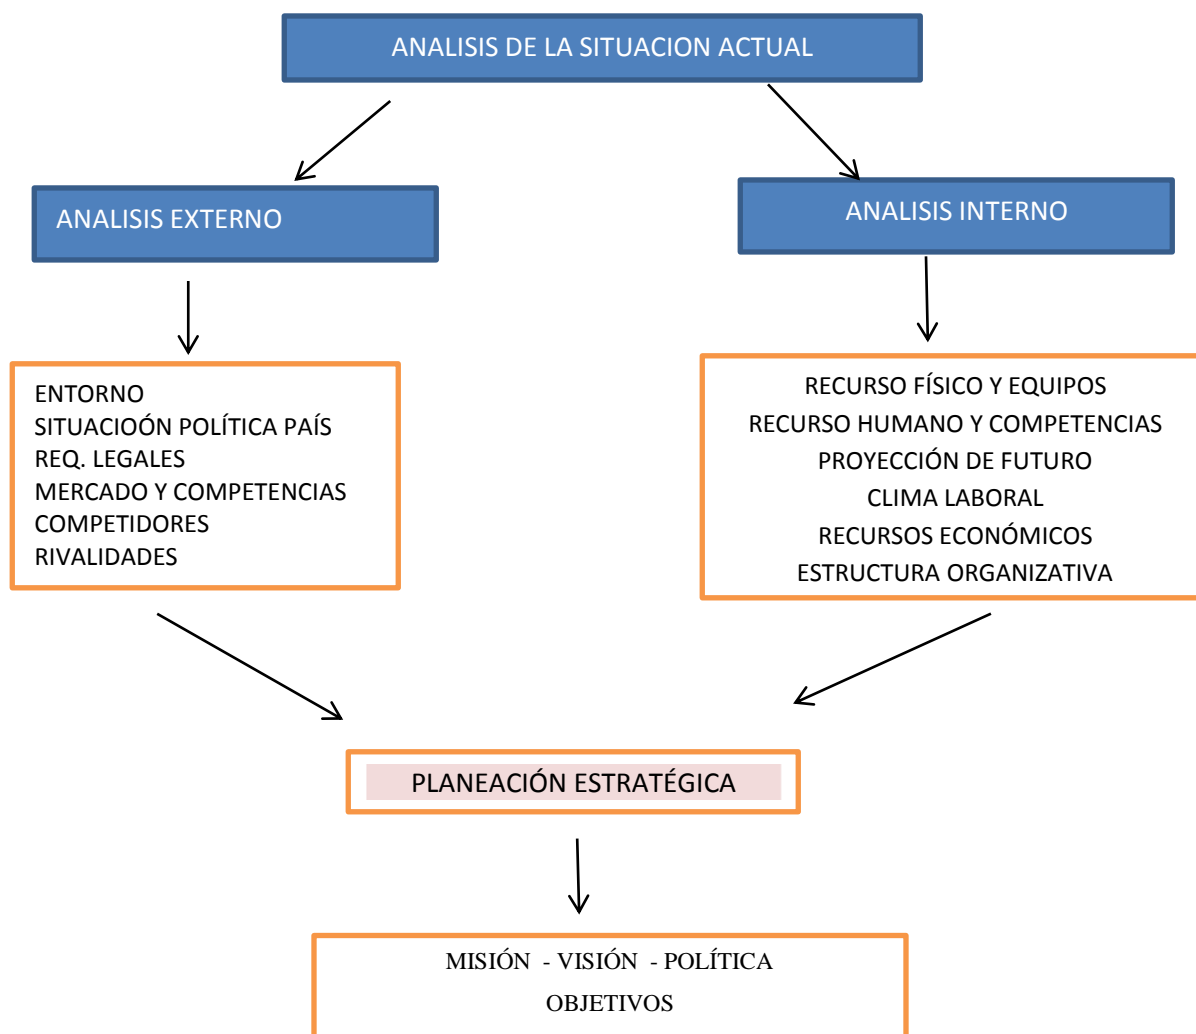 ANALISIS DE LA SITUACION ACTUAL
ANALISIS EXTERNO
ANALISIS INTERNO
ENTORNO
SITUACIOÓN POLÍTICA PAÍS
REQ. LEGALES
MERCADO Y COMPETENCIAS
COMPETIDORES
RIVALIDADES
RECURSO FÍSICO Y EQUIPOS
RECURSO HUMANO Y COMPETENCIAS
PROYECCIÓN DE FUTURO
CLIMA LABORAL
RECURSOS ECONÓMICOS
ESTRUCTURA ORGANIZATIVA
PLANEACIÓN ESTRATÉGICA
MISIÓN - VISIÓN - POLÍTICA
OBJETIVOS